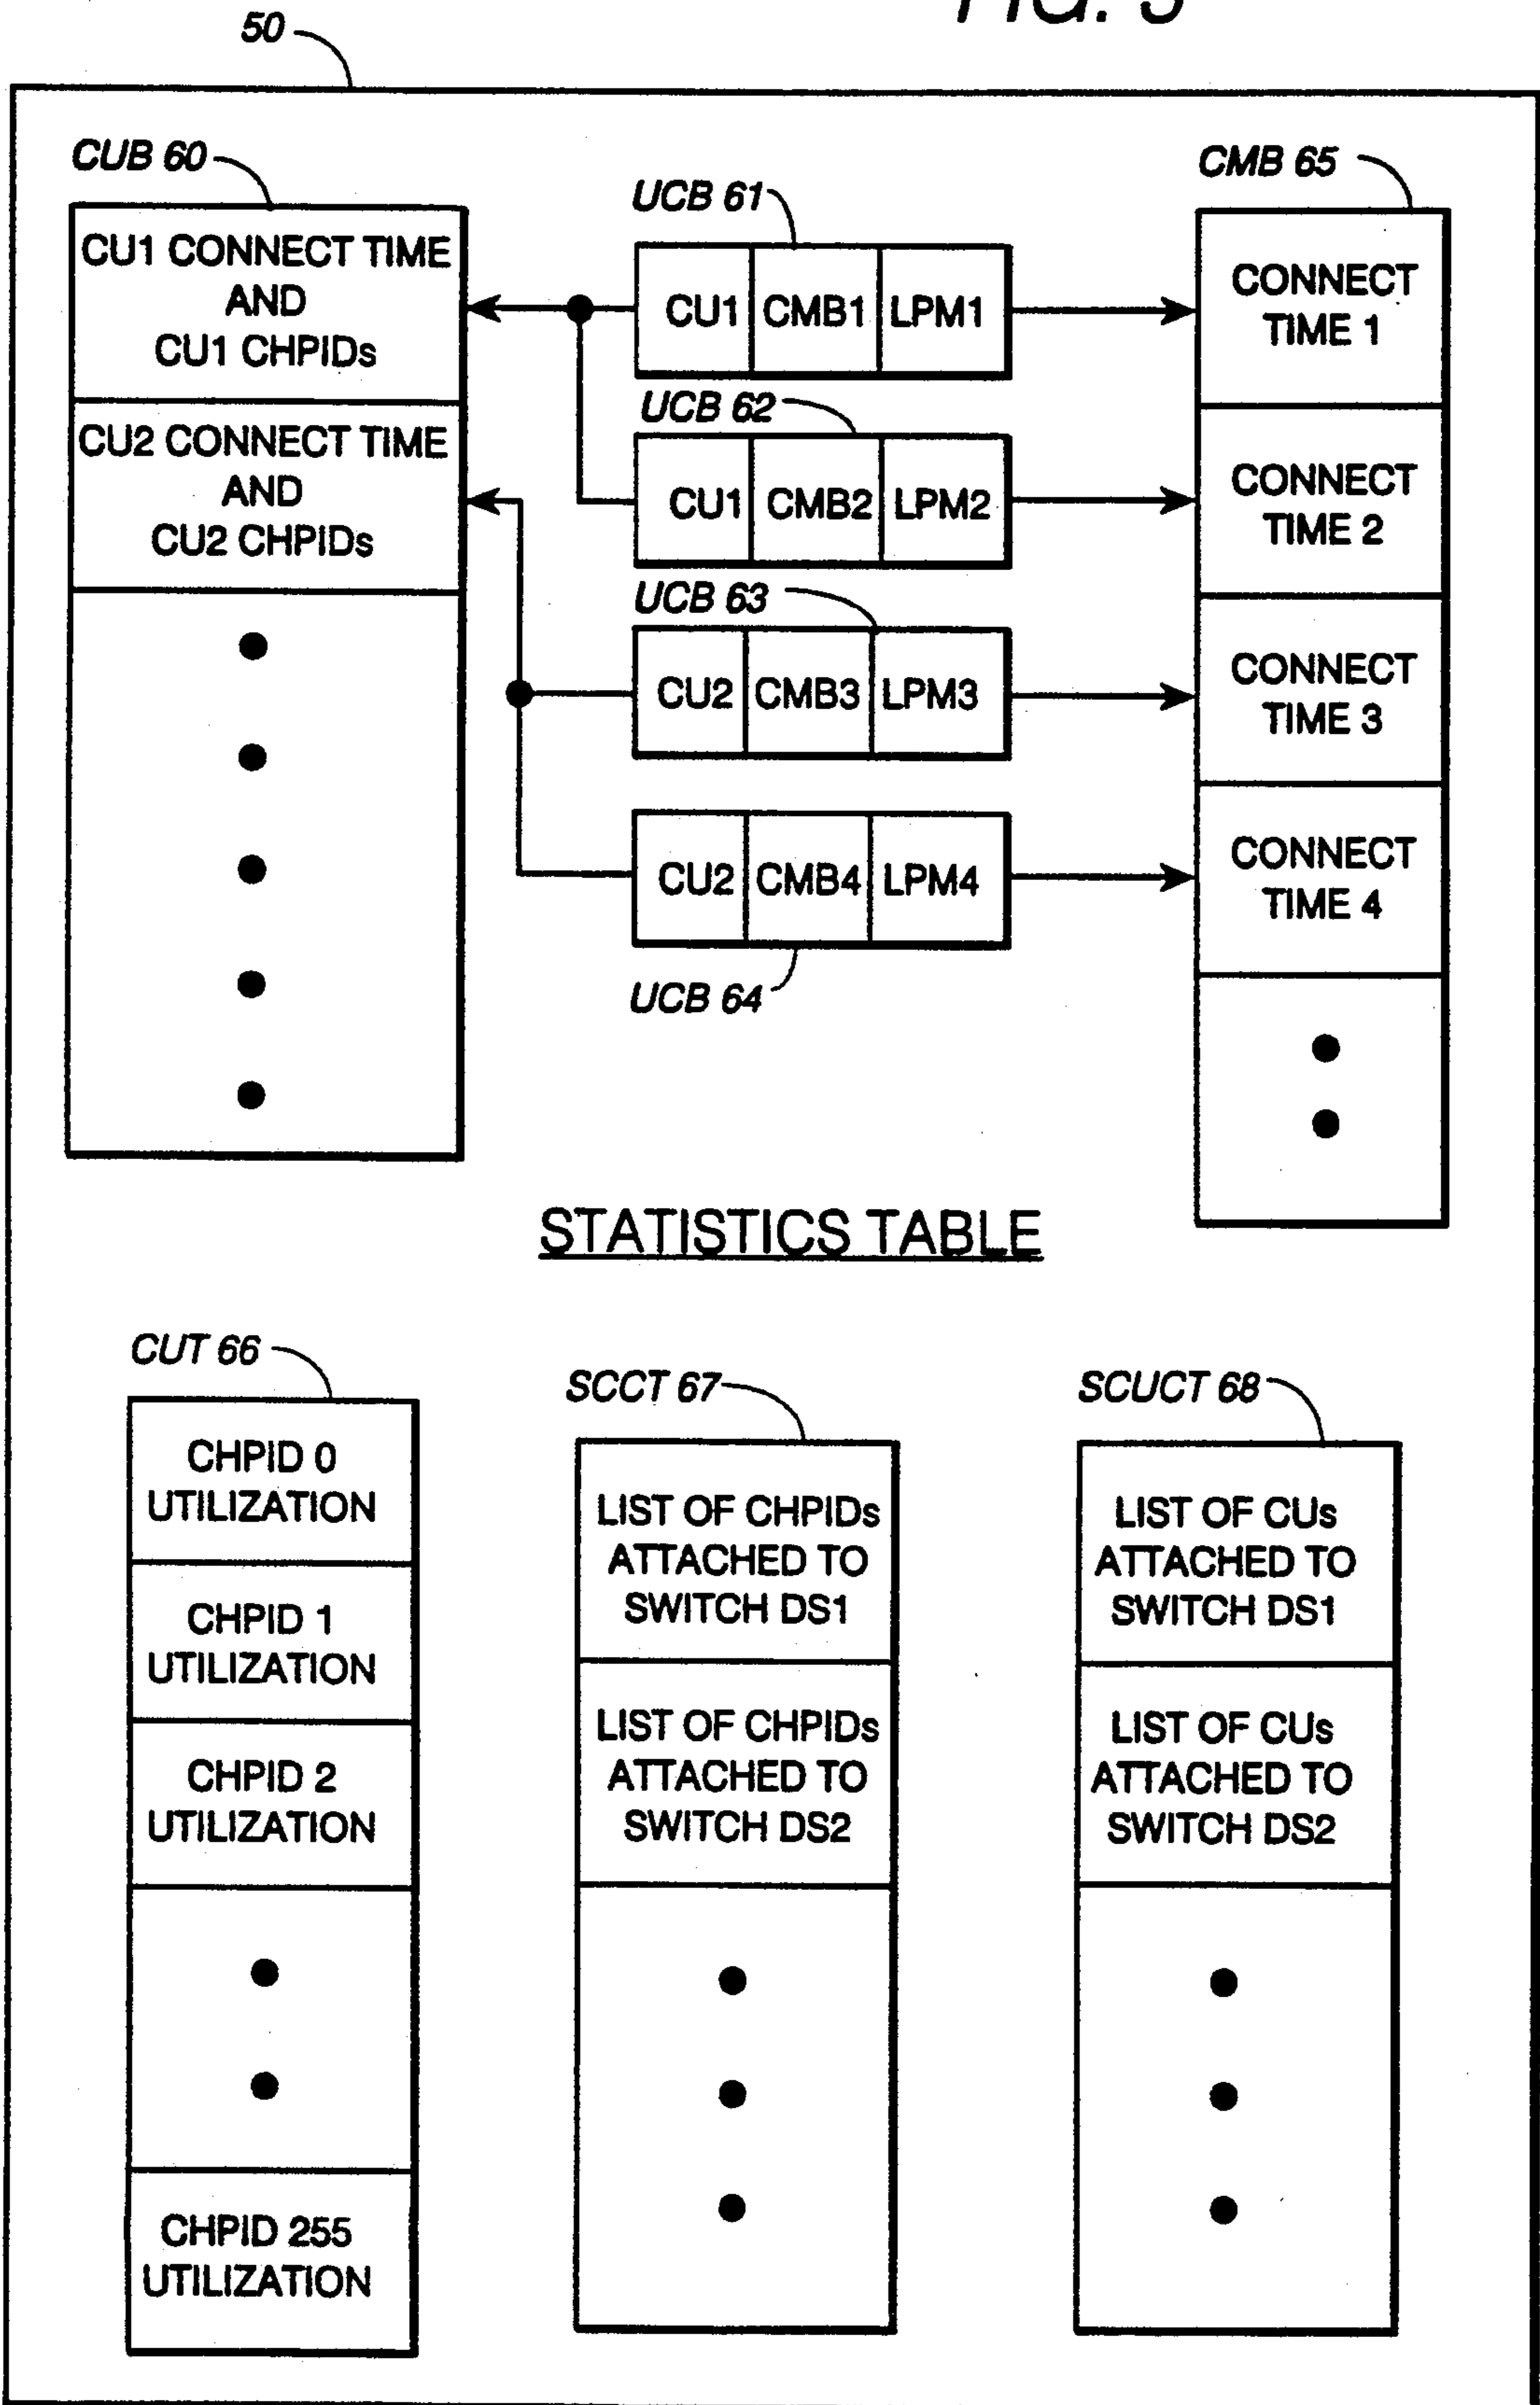 FIG.
50
CUB 60
CU1 CONNECT TIME
AND
CU1 CHPIDs
CU2 CONNECT TIME
AND
CU2 CHPIDs
UCB 61
CU1 CMB1 LPM1
UCB 62
CU1 CMB2 LPM2
UCB 63
CU2 CMB3 LPM3
CU2 CMB4 LPM4
UCB 64
CMB 65
CONNECT
TIME 1
CONNECT
TIME 2
CONNECT
TIME 3
CONNECT
TIME 4
STATISTICS TABLE
CUT 66
CHPID 0
UTILIZATION
CHPID 1
UTILIZATION
CHPID 2
UTILIZATION
CHPID 255
UTILIZATION
SCCT 67
LIST OF CHPIDs
ATTACHED TO
SWITCH DS1
LIST OF CHPIDs
ATTACHED TO
SWITCH DS2
SCUCT 68
LIST OF CUs
ATTACHED TO
SWITCH DS1
LIST OF CUs
ATTACHED TO
SWITCH DS2